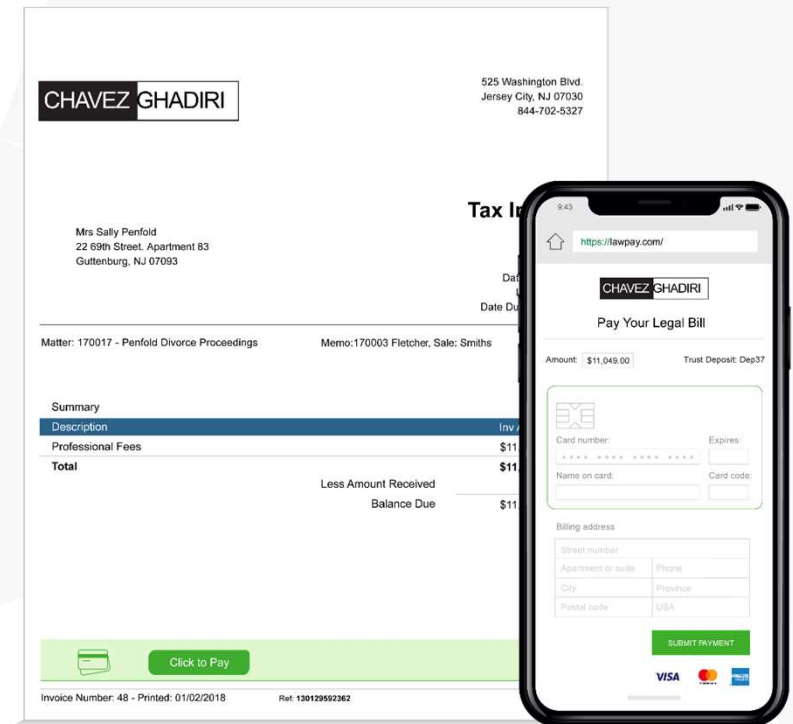 CHAVEZ GHADIRI
525 Washington Blvd.
Jersey City, NJ 07030
844-702-5327
Tax
Mrs Sally Penfold
22 69th Street. Apartment 83
Guttenburg, NJ 07093
Date Du
Matter: 170017 - Penfold Divorce Proceedings Memo:170003 Fletcher, Sale: Smiths
Summary
Description Inv
Professional Fees $11
Total $11,
Less Amount Received
Balance Due $11
Click to Pay
Invoice Number: 48 - Printed: 01/02/2018 Ref: 130129592362
9:43
https://lawpay.com/
CHAVEZ GHADIRI
Pay Your Legal Bill
Amount: $11,049.00 Trust Deposit: Dep37
Card number: Expires:
Name on card: Card code:
Billing address
Street number
Apartment or suite Phone
City Province
Postal code USA
SUBMIT PAYMENT
VISA